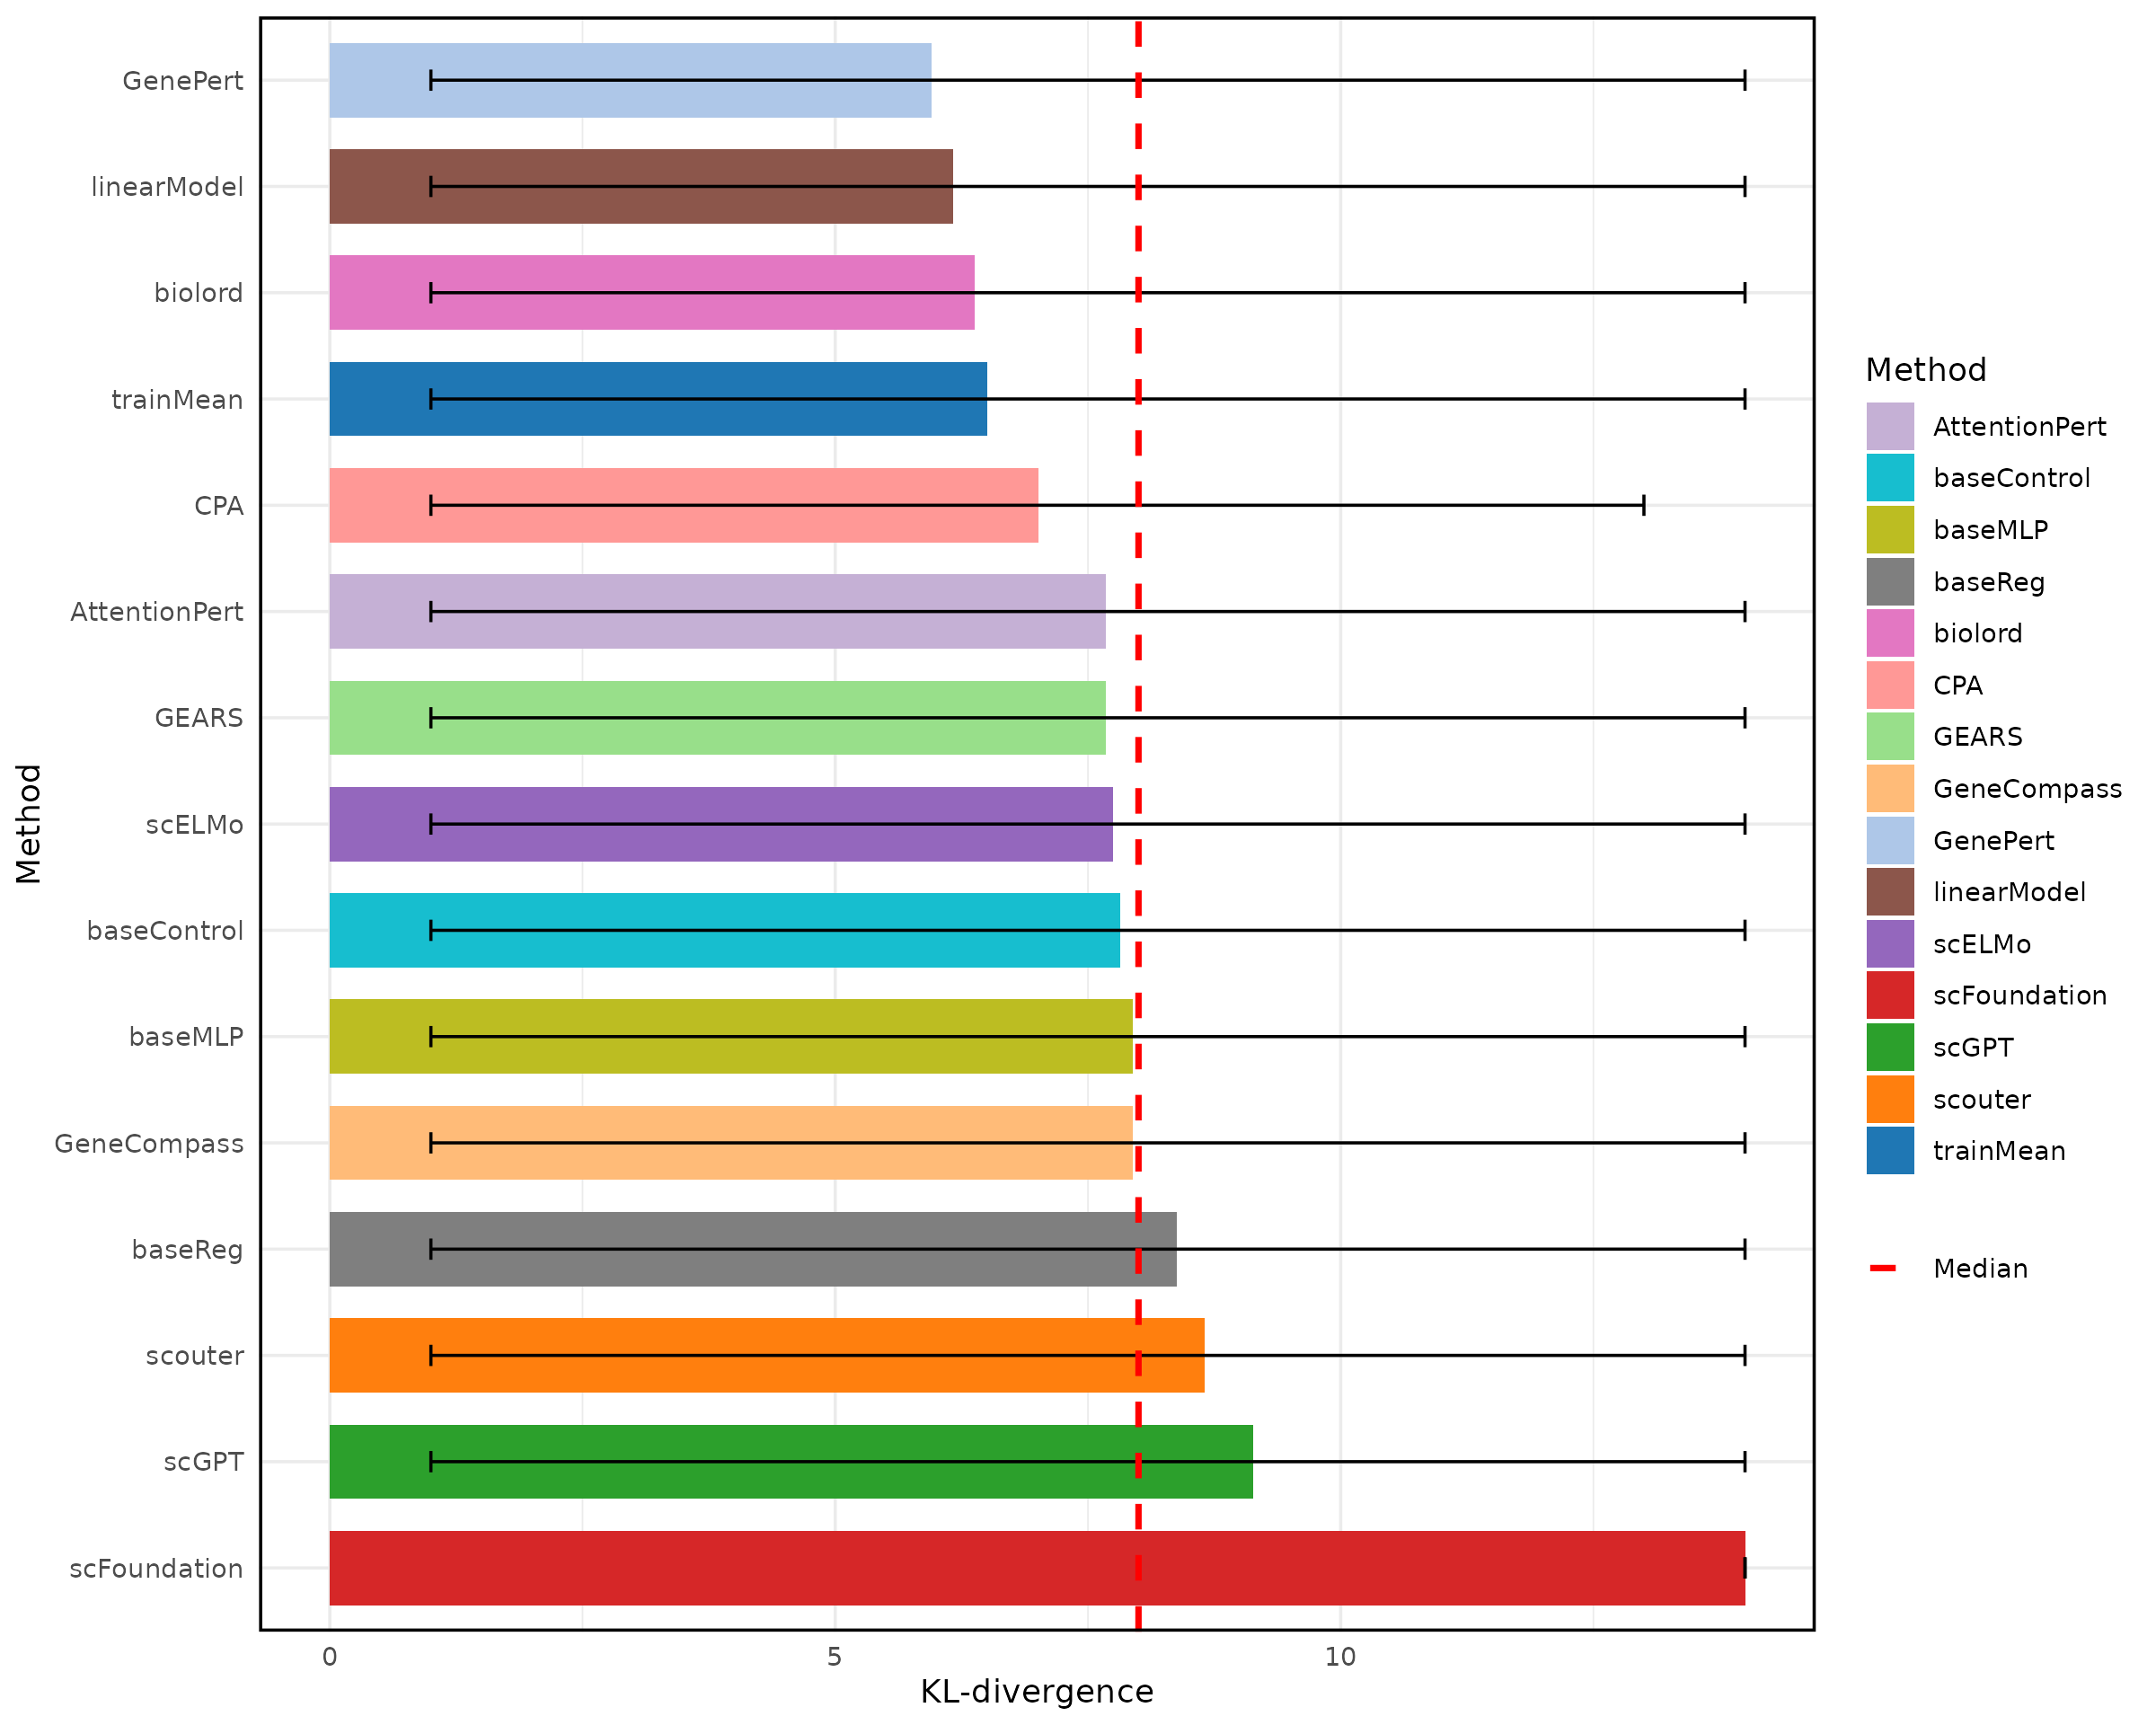 Method
GenePert
linearModel
biolord
trainMean
CPA
AttentionPert
GEARS
scELMo
baseControl
baseMLP
GeneCompass
baseReg
scouter
scGPT
scFoundation
0 5 10
KL-divergence
Method
AttentionPert
baseControl
baseMLP
baseReg
biolord
CPA
GEARS
GeneCompass
GenePert
linearModel
scELMo
scFoundation
scGPT
scouter
trainMean
Median